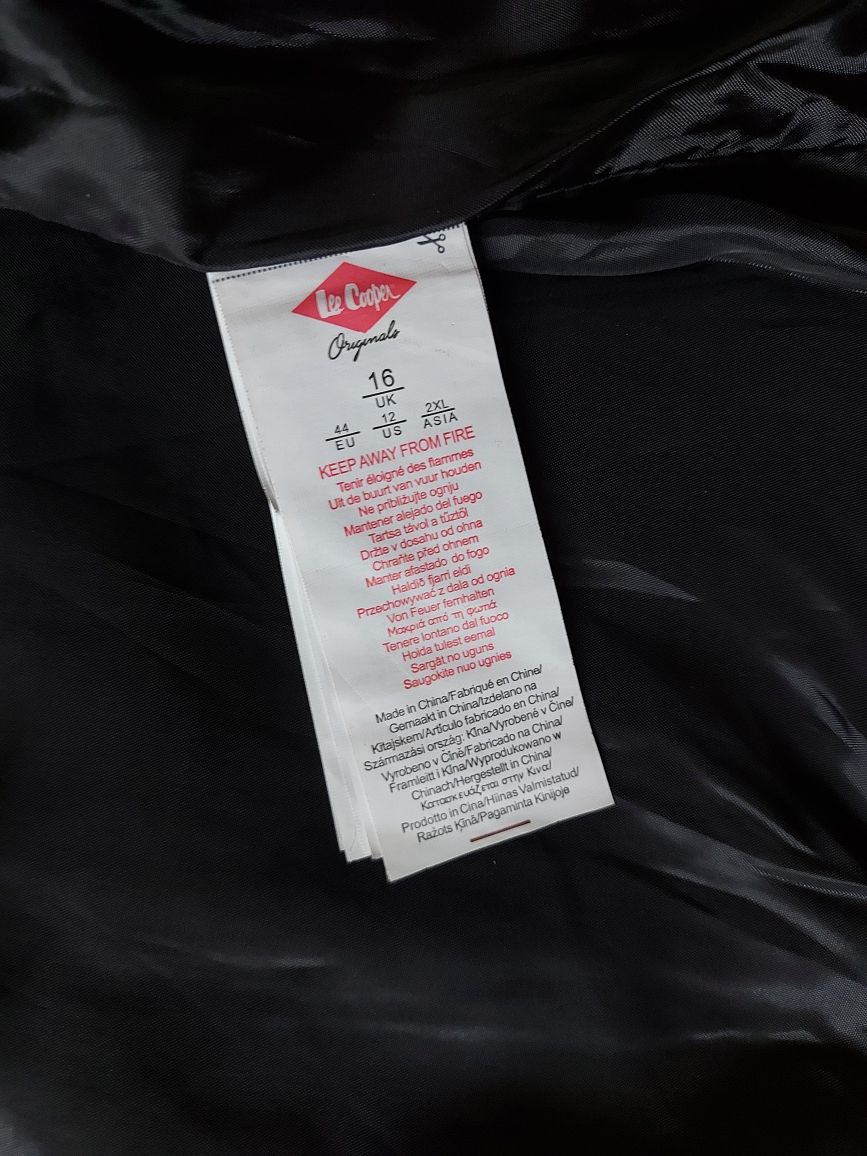 Lee Cooper
Originals
16
UK
44 12 2XL
EU US ASIA
KEEP AWAY FROM FIRE
Tenir éloigné des flammes
Uit de buurt van vuur houden
Ne približujte ognju
Mantener alejado del fuego
Tartsa távol a tűztől
Držte v dosahu od ohna
Chraňte před ohnem
Manter afastado do fogo
Haldið fjarri eldi
Przechowywać z dala od ognia
Von Feuer fernhalten
Μακριά από τη φωτιά
Tenere lontano dal fuoco
Hoida tulest eemal
Sargāt no uguns
Saugokite nuo ugnies
Made in China/Fabriqué en Chine/
Gemaakt in China/Izdelano na
Kitajskem/Artículo fabricado en China/
Származási ország: Kína/Vyrobené v Číne/
Vyrobeno v Číně/Fabricado na China/
Framleitt í Kína/Wyprodukowano w
Chinach/Hergestellt in China/
Κατασκευάζεται στην Κινα/
Prodotto in Cina/Hiinas Valmistatud/
Ražots Ķīnā/Pagaminta Kinijoje